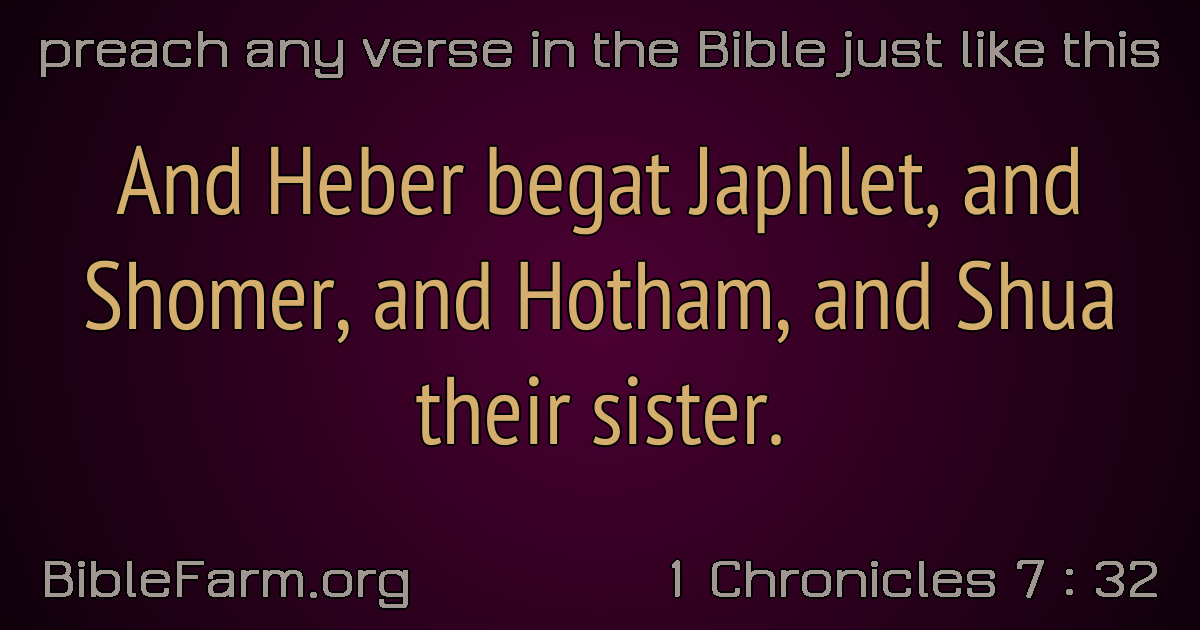 preach any verse in the Bible just like this
And Heber begat Japhlet, and
Shomer, and Hotham, and Shua
their sister.
BibleFarm.org
1 Chronicles 7 : 32